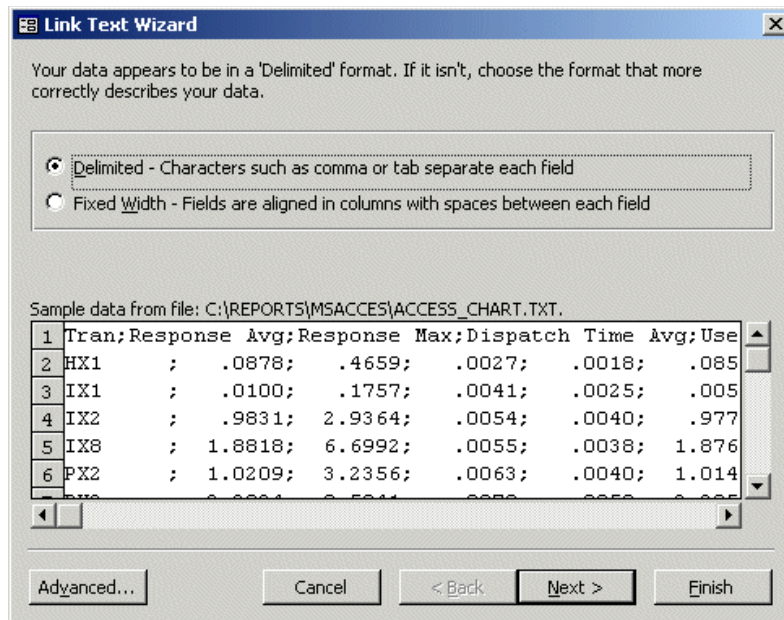 Link Text Wizard
Your data appears to be in a 'Delimited' format. If it isn't, choose the format that more
correctly describes your data.
Delimited - Characters such as comma or tab separate each field
Fixed Width - Fields are aligned in columns with spaces between each field
Sample data from file: C:\REPORTS\MSACCES\ACCESS_CHART.TXT.
1 Tran;Response Avg;Response Max;Dispatch Time Avg;Use
2 HX1 ; .0878; .4659; .0027; .0018; .085
3 IX1 ; .0100; .1757; .0041; .0025; .005
4 IX2 ; .9831; 2.9364; .0054; .0040; .977
5 IX8 ; 1.8818; 6.6992; .0055; .0038; 1.876
6 PX2 ; 1.0209; 3.2356; .0063; .0040; 1.014
Advanced... Cancel < Back Next > Finish